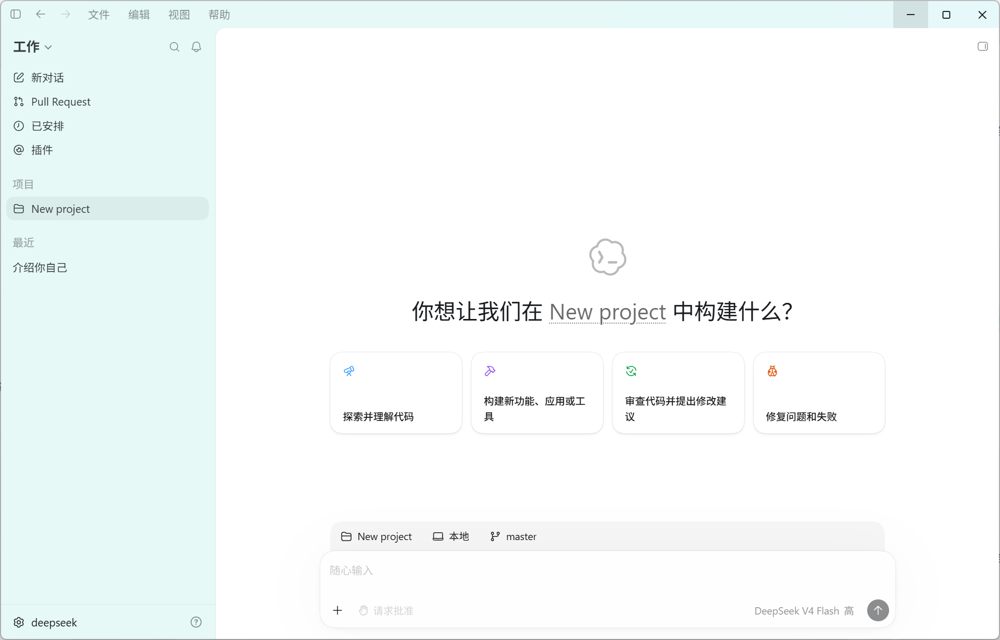 文件 编辑 视图 帮助
工作
新对话
Pull Request
已安排
插件
项目
New project
最近
介绍你自己
deepseek
你想让我们在 New project 中构建什么？
探索并理解代码
构建新功能、应用或工
具
审查代码并提出修改建
议
修复问题和失败
New project 本地 master
随心输入
请求批准 DeepSeek V4 Flash 高